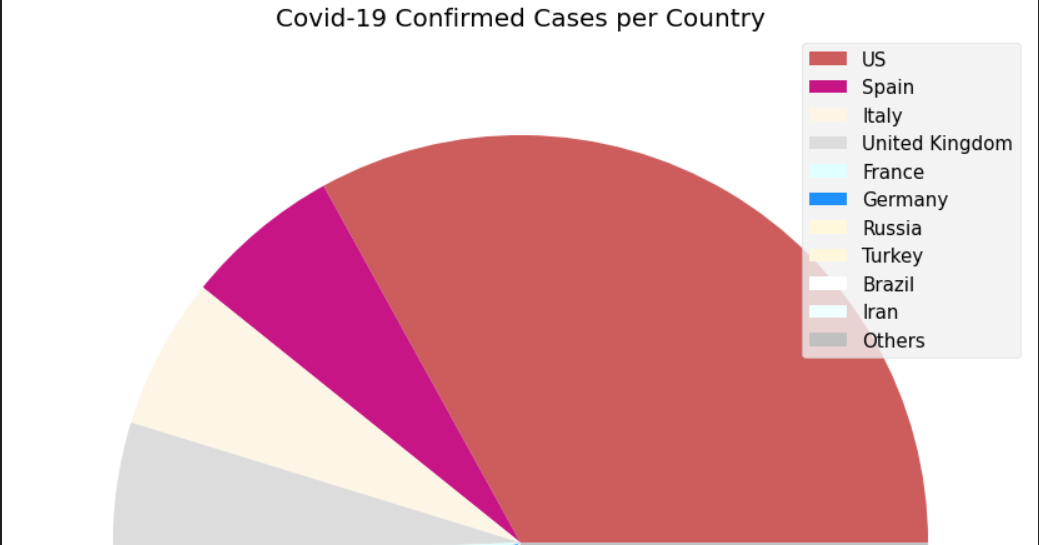 Covid-19 Confirmed Cases per Country
US
Spain
Italy
United Kingdom
France
Germany
Russia
Turkey
Brazil
Iran
Others